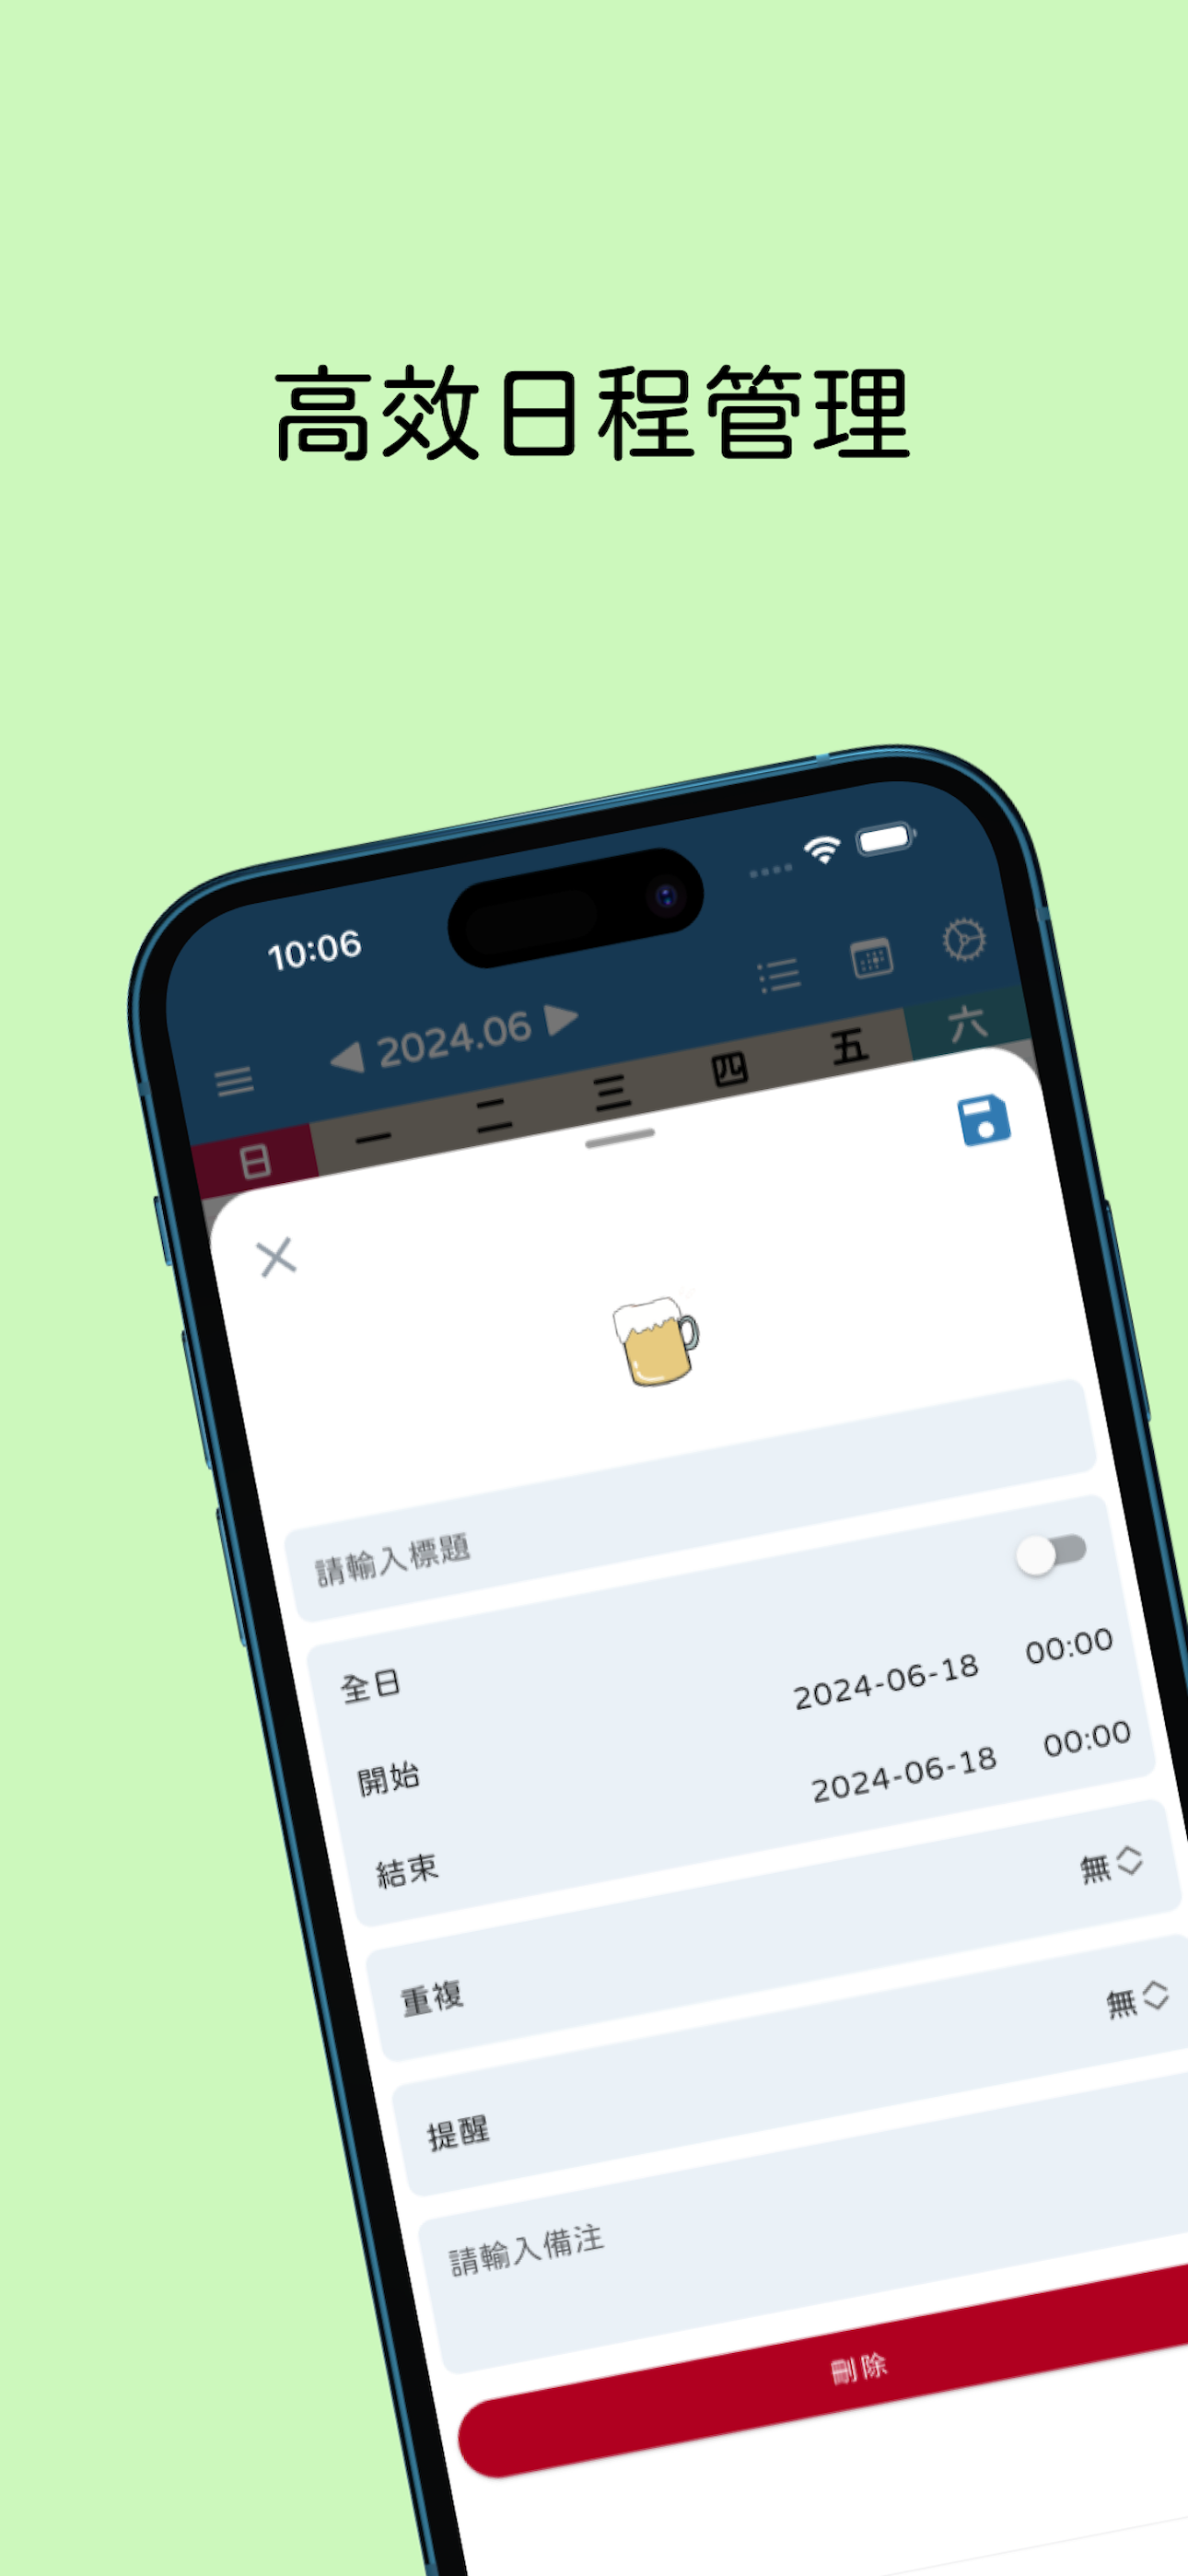 高效日程管理
10:06
2024.06
日 一 二 三 四 五 六
請輸入標題
全日
開始 2024-06-18 00:00
結束 2024-06-18 00:00
重複 無
提醒 無
請輸入備注
刪除